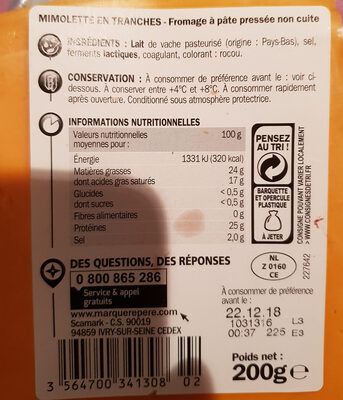 MIMOLETTE EN TRANCHES - Fromage à pâte pressée non cuite
INGRÉDIENTS : Lait de vache pasteurisé (origine : Pays-Bas), sel,
ferments lactiques, coagulant, colorant : rocou.
CONSERVATION : À consommer de préférence avant le : voir ci-
dessous. À conserver entre +4°C et +8°C. À consommer rapidement
après ouverture. Conditionné sous atmosphère protectrice.
INFORMATIONS NUTRITIONNELLES
Valeurs nutritionnelles 100 g
moyennes pour :
Énergie 1331 kJ (320 kcal)
Matières grasses 24 g
dont acides gras saturés 17 g
Glucides < 0,5 g
dont sucres < 0,5 g
Fibres alimentaires 0 g
Protéines 25 g
Sel 2,0 g
PENSEZ
AU TRI !
BARQUETTE
ET OPERCULE
PLASTIQUE
À JETER
CONSIGNE POUVANT VARIER LOCALEMENT
> WWW.CONSIGNESDETRI.FR
DES QUESTIONS, DES RÉPONSES
0 800 865 286
Service & appel
gratuits
www.marquerepere.com
Scamark - C.S. 90019
94859 IVRY-SUR-SEINE CEDEX
NL
Z 0160
CE
227642
À consommer de préférence
avant le :
22.12.18
1031316 L3
00:37 225 E3
Poids net :
200g e
3 564700 341308 02